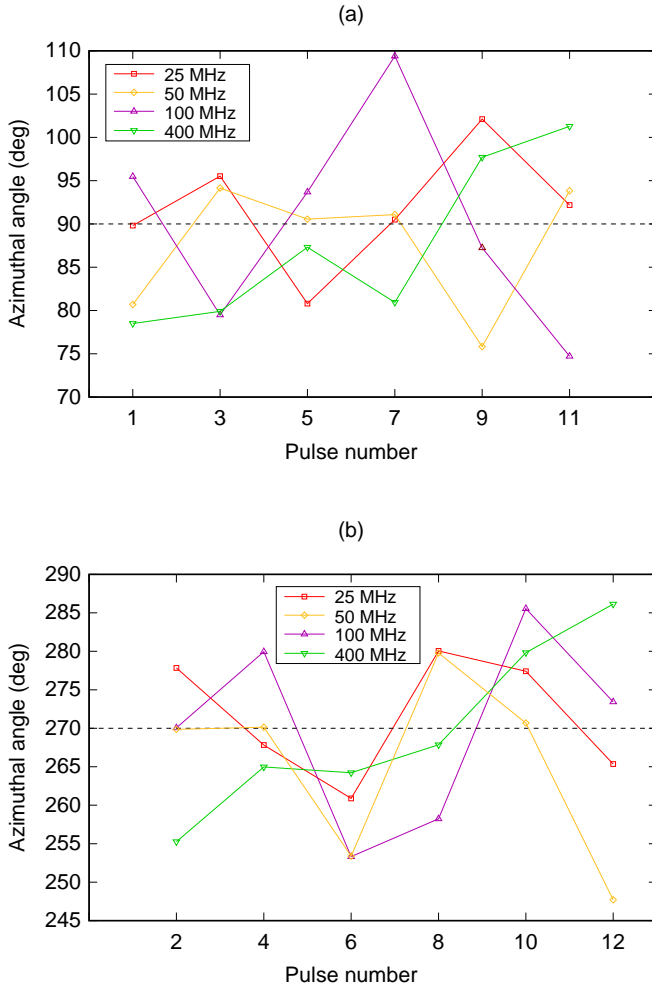 (a)
Azimuthal angle (deg)
110
105
100
95
90
85
80
75
70
25 MHz
50 MHz
100 MHz
400 MHz
1 3 5 7 9 11
Pulse number
(b)
Azimuthal angle (deg)
290
285
280
275
270
265
260
255
250
245
25 MHz
50 MHz
100 MHz
400 MHz
2 4 6 8 10 12
Pulse number